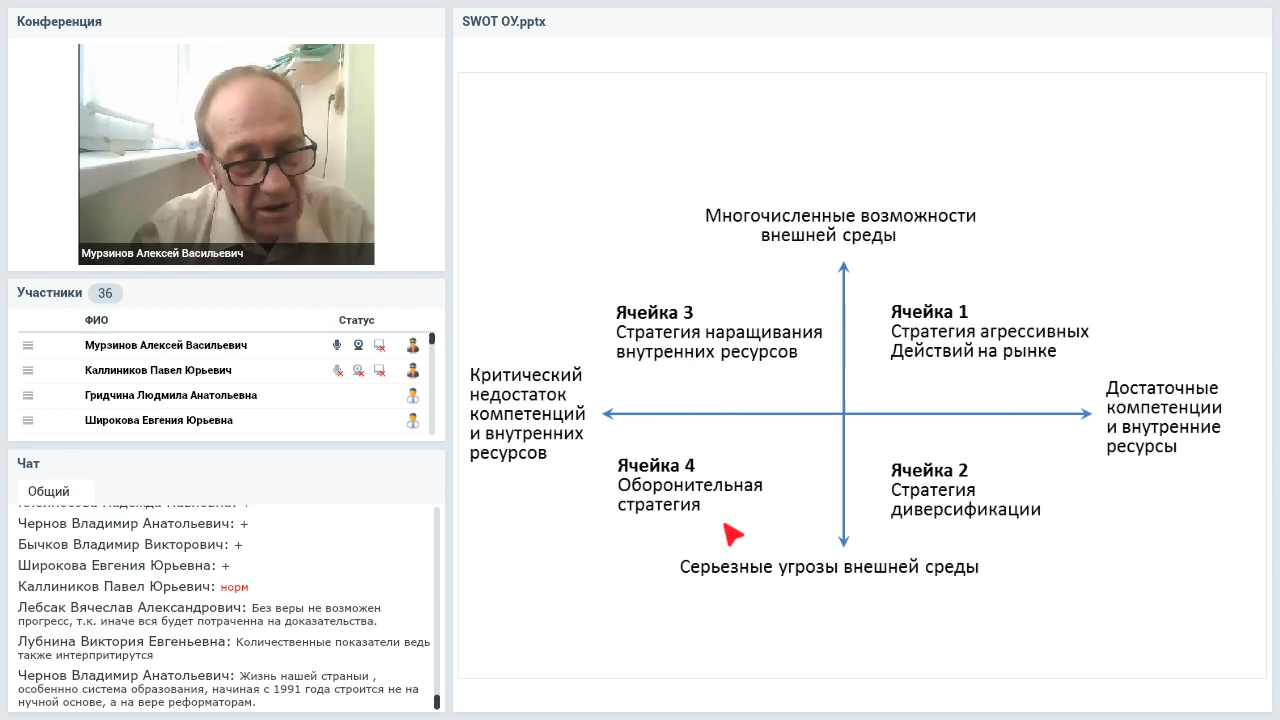 Конференция
Мурзинов Алексей Васильевич
Участники 36
ФИО Статус
Мурзинов Алексей Васильевич
Каллиников Павел Юрьевич
Гридчина Людмила Анатольевна
Широкова Евгения Юрьевна
Чат
Общий
Чернов Владимир Анатольевич: +
Бычков Владимир Викторович: +
Широкова Евгения Юрьевна: +
Каллиников Павел Юрьевич: норм
Лебсак Вячеслав Александрович: Без веры не возможен
прогресс, т.к. иначе вся будет потраченна на доказательства.
Лубнина Виктория Евгеньевна: Количественные показатели ведь
также интерпритирутся
Чернов Владимир Анатольевич: Жизнь нашей страныи ,
особеннно система образования, начиная с 1991 года строится не на
нучной основе, а на вере реформаторам.
SWOT ОУ.pptx
Многочисленные возможности
внешней среды
Ячейка 3
Стратегия наращивания
внутренних ресурсов
Ячейка 1
Стратегия агрессивных
Действий на рынке
Критический
недостаток
компетенций
и внутренних
ресурсов
Достаточные
компетенции
и внутренние
ресурсы
Ячейка 4
Оборонительная
стратегия
Ячейка 2
Стратегия
диверсификации
Серьезные угрозы внешней среды